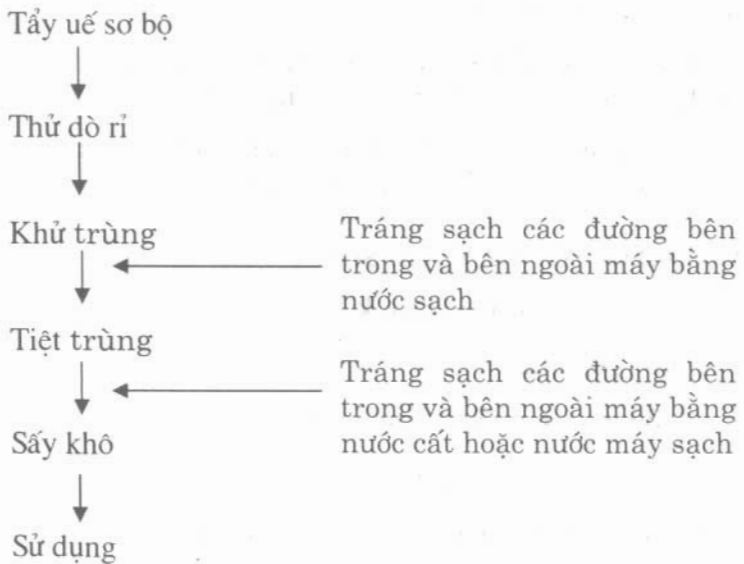 Tẩy uế sơ bộ
Thử dò rỉ
Khử trùng
Tráng sạch các đường bên
trong và bên ngoài máy bằng
nước sạch
Tiệt trùng
Tráng sạch các đường bên
trong và bên ngoài máy bằng
nước cất hoặc nước máy sạch
Sấy khô
Sử dụng